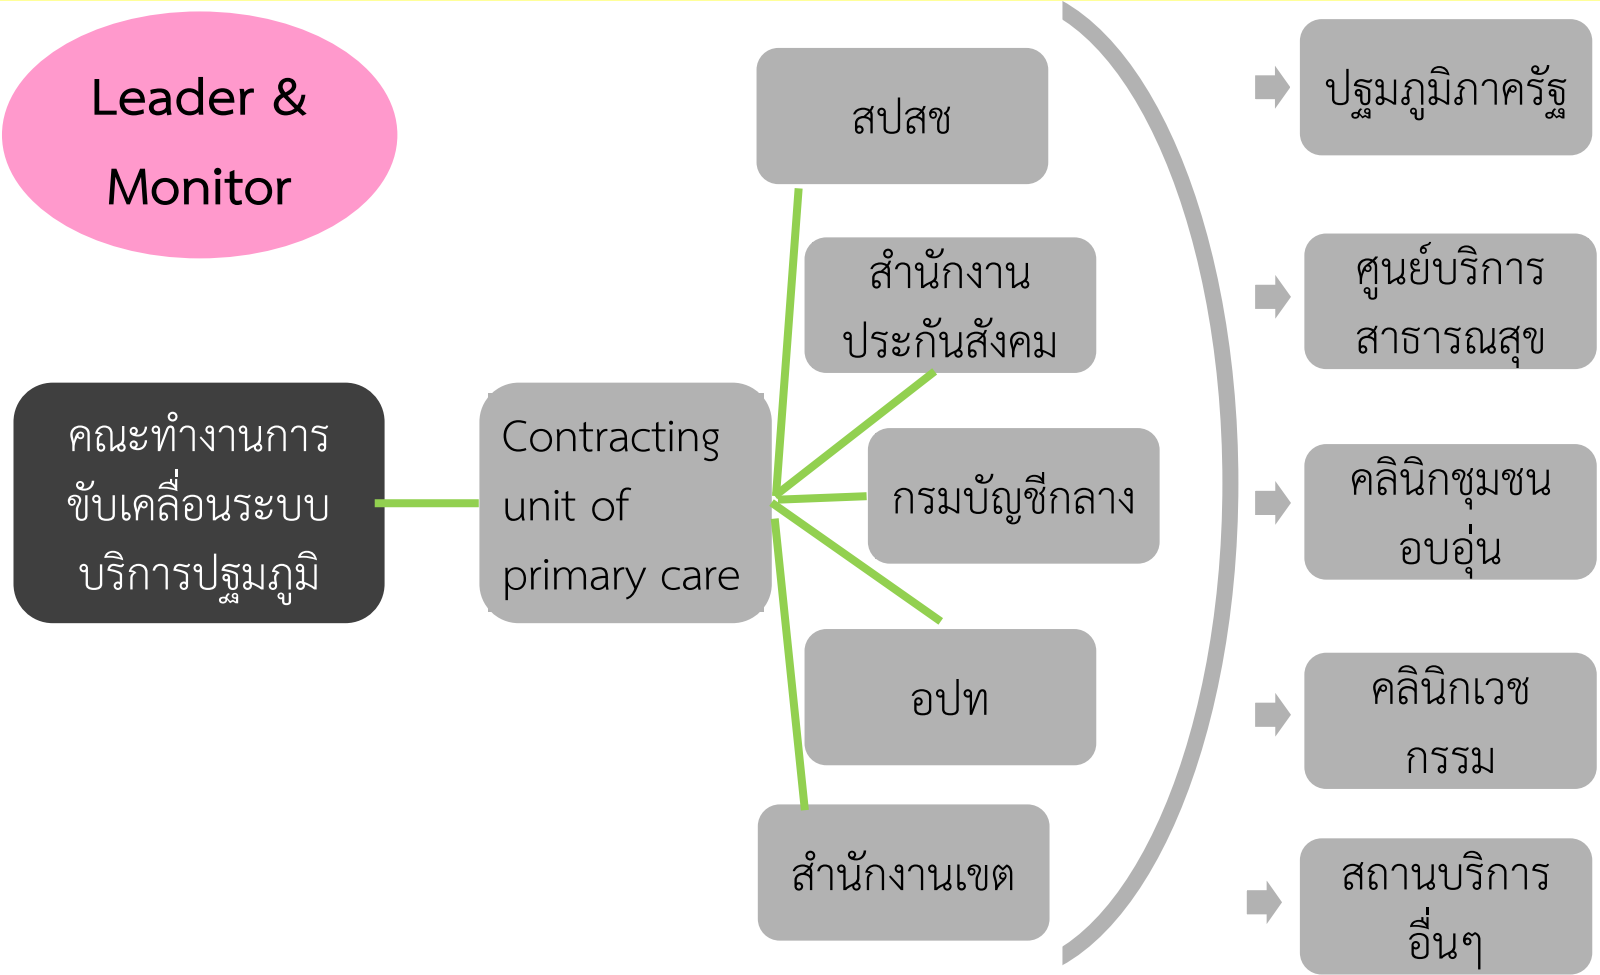 Leader &
Monitor
คณะทำงานการ
ขับเคลื่อนระบบ
บริการปฐมภูมิ
Contracting
unit of
primary care
สปสช
สำนักงาน
ประกันสังคม
กรมบัญชีกลาง
อปท
สำนักงานเขต
ปฐมภูมิภาครัฐ
ศูนย์บริการ
สาธารณสุข
คลินิกชุมชน
อบอุ่น
คลินิกเวช
กรรม
สถานบริการ
อื่นๆ